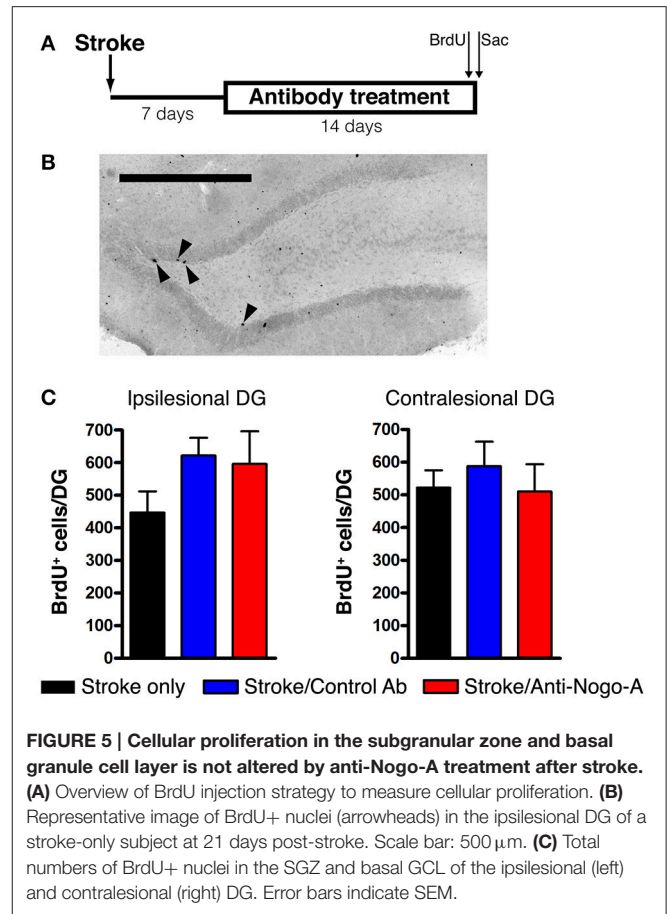 A Stroke BrdU Sac
Antibody treatment
7 days
14 days
B
C Ipsilesional DG Contralesional DG
BrdU⁺ cells/DG
700
600
500
400
300
200
100
0
BrdU⁺ cells/DG
700
600
500
400
300
200
100
0
Stroke only Stroke/Control Ab Stroke/Anti-Nogo-A
FIGURE 5 | Cellular proliferation in the subgranular zone and basal
granule cell layer is not altered by anti-Nogo-A treatment after stroke.
(A) Overview of BrdU injection strategy to measure cellular proliferation. (B)
Representative image of BrdU+ nuclei (arrowheads) in the ipsilesional DG of a
stroke-only subject at 21 days post-stroke. Scale bar: 500 μm. (C) Total
numbers of BrdU+ nuclei in the SGZ and basal GCL of the ipsilesional (left)
and contralesional (right) DG. Error bars indicate SEM.